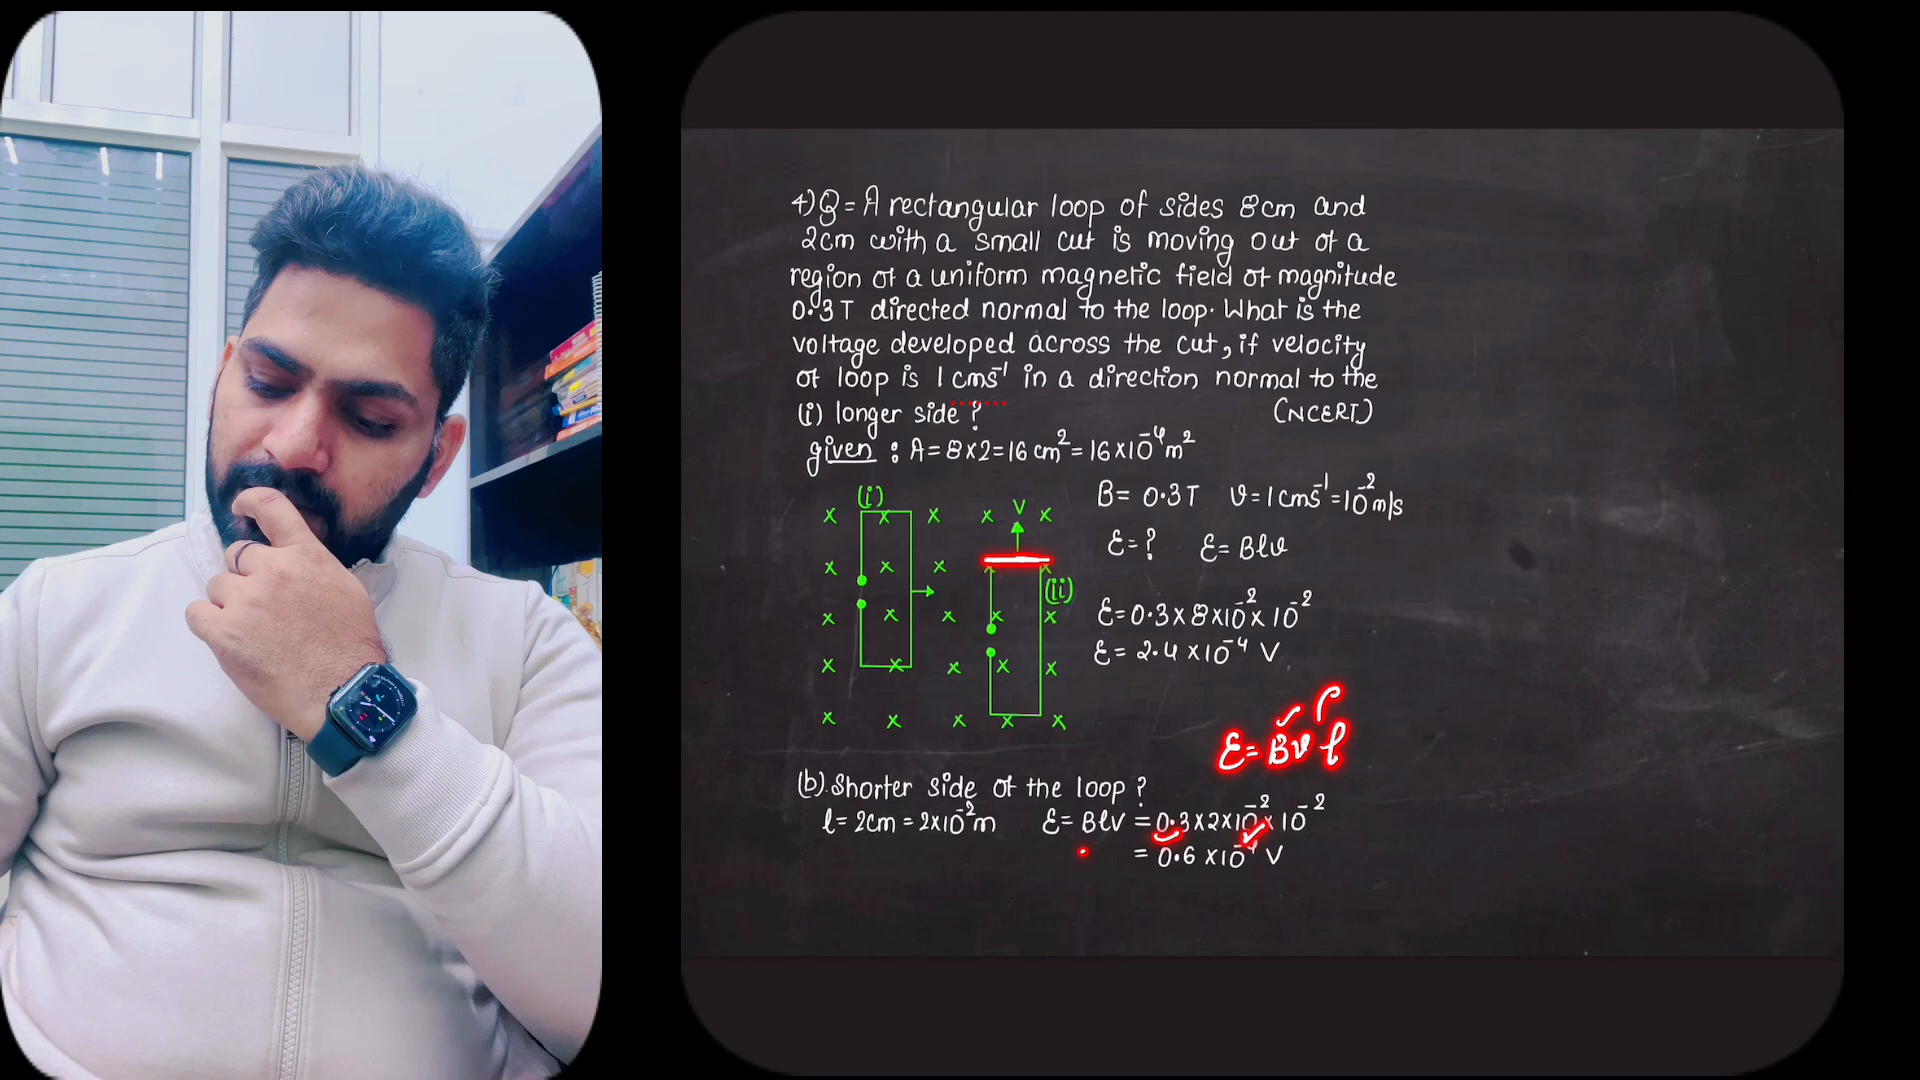 4) Q = A rectangular loop of sides 8cm and
2cm with a small cut is moving out of a
region of a uniform magnetic field of magnitude
0.3T directed normal to the loop. What is the
voltage developed across the cut, if velocity
of loop is 1 cms⁻¹ in a direction normal to the
(i) longer side ? (NCERT)
given : A = 8×2 = 16 cm² = 16×10⁻⁴ m²
(i)
B = 0.3T v = 1 cms⁻¹ = 10⁻² m/s
x x x x V x
ε = ? ε = Blv
x x x x x
(ii)
ε = 0.3 × 8×10⁻² × 10⁻²
x x x x x
ε = 2.4 × 10⁻⁴ V
x x x x x
x x x x x
ε = Bvl
(b). Shorter side of the loop ?
l = 2cm = 2×10⁻² m ε = Blv = 0.3×2×10⁻² × 10⁻²
= 0.6 × 10⁻⁴ V